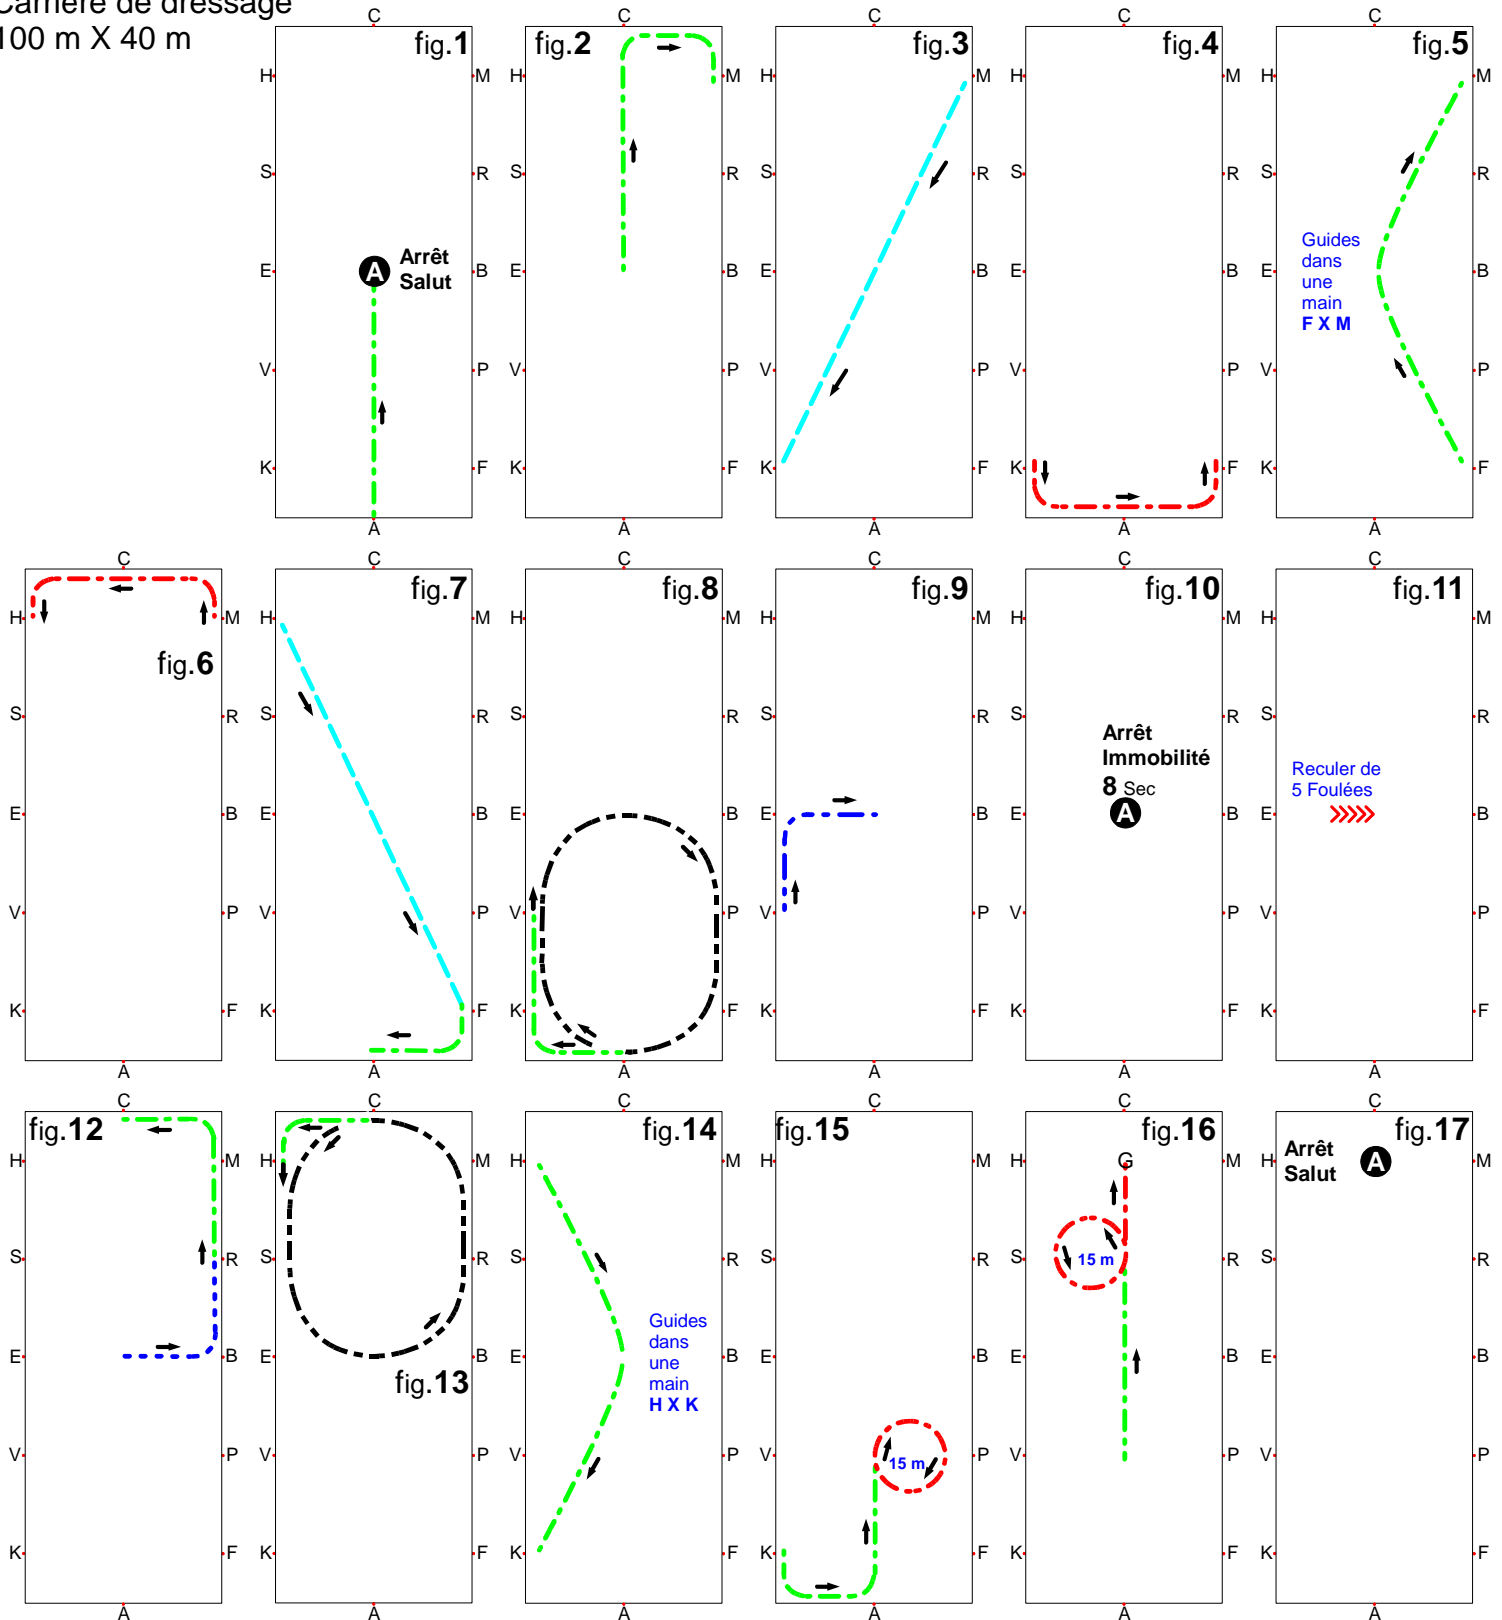 Carrière de dressage
100 m X 40 m
C
fig.1
H M
S R
E A Arrêt B
Salut
V P
K F
A
C
fig.2
H M
S R
E B
V P
K F
A
C
fig.3
H M
S R
E B
V P
K F
A
C
fig.4
H M
S R
E B
V P
K F
A
C
fig.5
H M
S R
Guides
dans
E B
une
main
F X M
V P
K F
A
C
H M
fig.6
S R
E B
V P
K F
A
C
fig.7
H M
S R
E B
V P
K F
A
C
fig.8
H M
S R
E B
V P
K F
A
C
fig.9
H M
S R
E B
V P
K F
A
C
fig.10
H M
S R
Arrêt
Immobilité
8 Sec
E A B
V P
K F
A
C
fig.11
H M
S R
Reculer de
5 Foulées
E B
V P
K F
A
C
fig.12
H M
S R
E B
V P
K F
A
C
H M
S R
E B
fig.13
V P
K F
A
C
fig.14
H M
S R
Guides
dans
E B
une
main
H X K
V P
K F
A
C
fig.15
H M
S R
E B
V 15 m P
K F
A
C
fig.16
H G M
S 15 m R
E B
V P
K F
A
C
fig.17
Arrêt
H A M
Salut
S R
E B
V P
K F
A